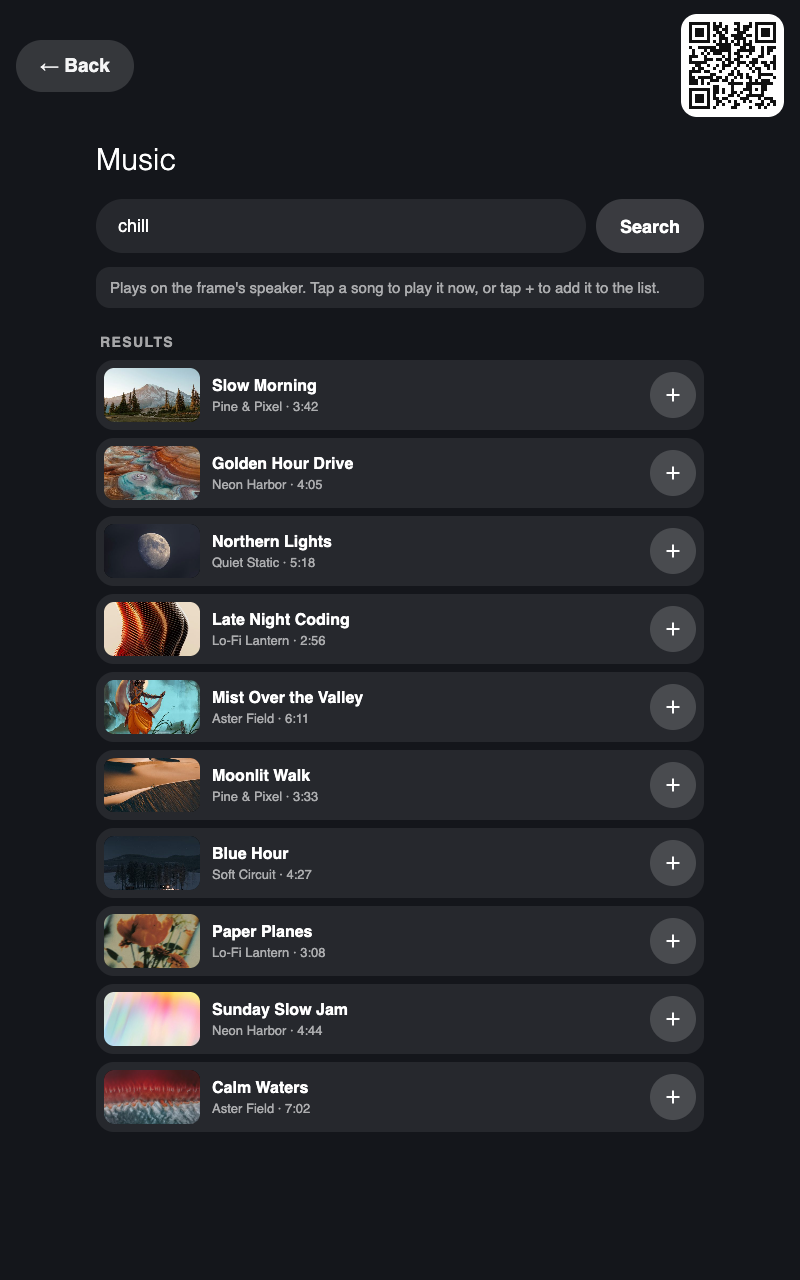 ← Back
Music
chill
Search
Plays on the frame's speaker. Tap a song to play it now, or tap + to add it to the list.
RESULTS
Slow Morning
Pine & Pixel · 3:42
+
Golden Hour Drive
Neon Harbor · 4:05
+
Northern Lights
Quiet Static · 5:18
+
Late Night Coding
Lo-Fi Lantern · 2:56
+
Mist Over the Valley
Aster Field · 6:11
+
Moonlit Walk
Pine & Pixel · 3:33
+
Blue Hour
Soft Circuit · 4:27
+
Paper Planes
Lo-Fi Lantern · 3:08
+
Sunday Slow Jam
Neon Harbor · 4:44
+
Calm Waters
Aster Field · 7:02
+